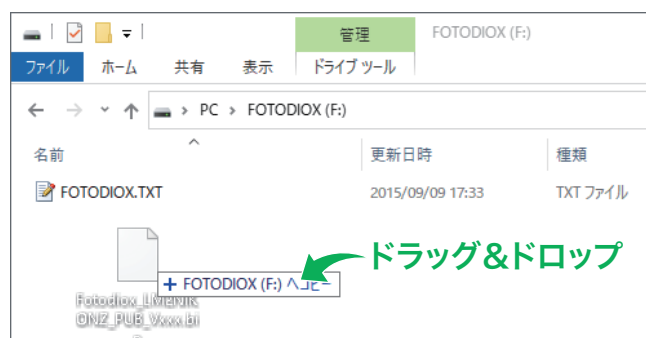 管理 FOTODIOX (F:)
ファイル ホーム 共有 表示 ドライブ ツール
PC › FOTODIOX (F:)
名前 更新日時 種類
FOTODIOX.TXT 2015/09/09 17:33 TXT ファイル
ドラッグ&ドロップ
+ FOTODIOX (F:) へコピー